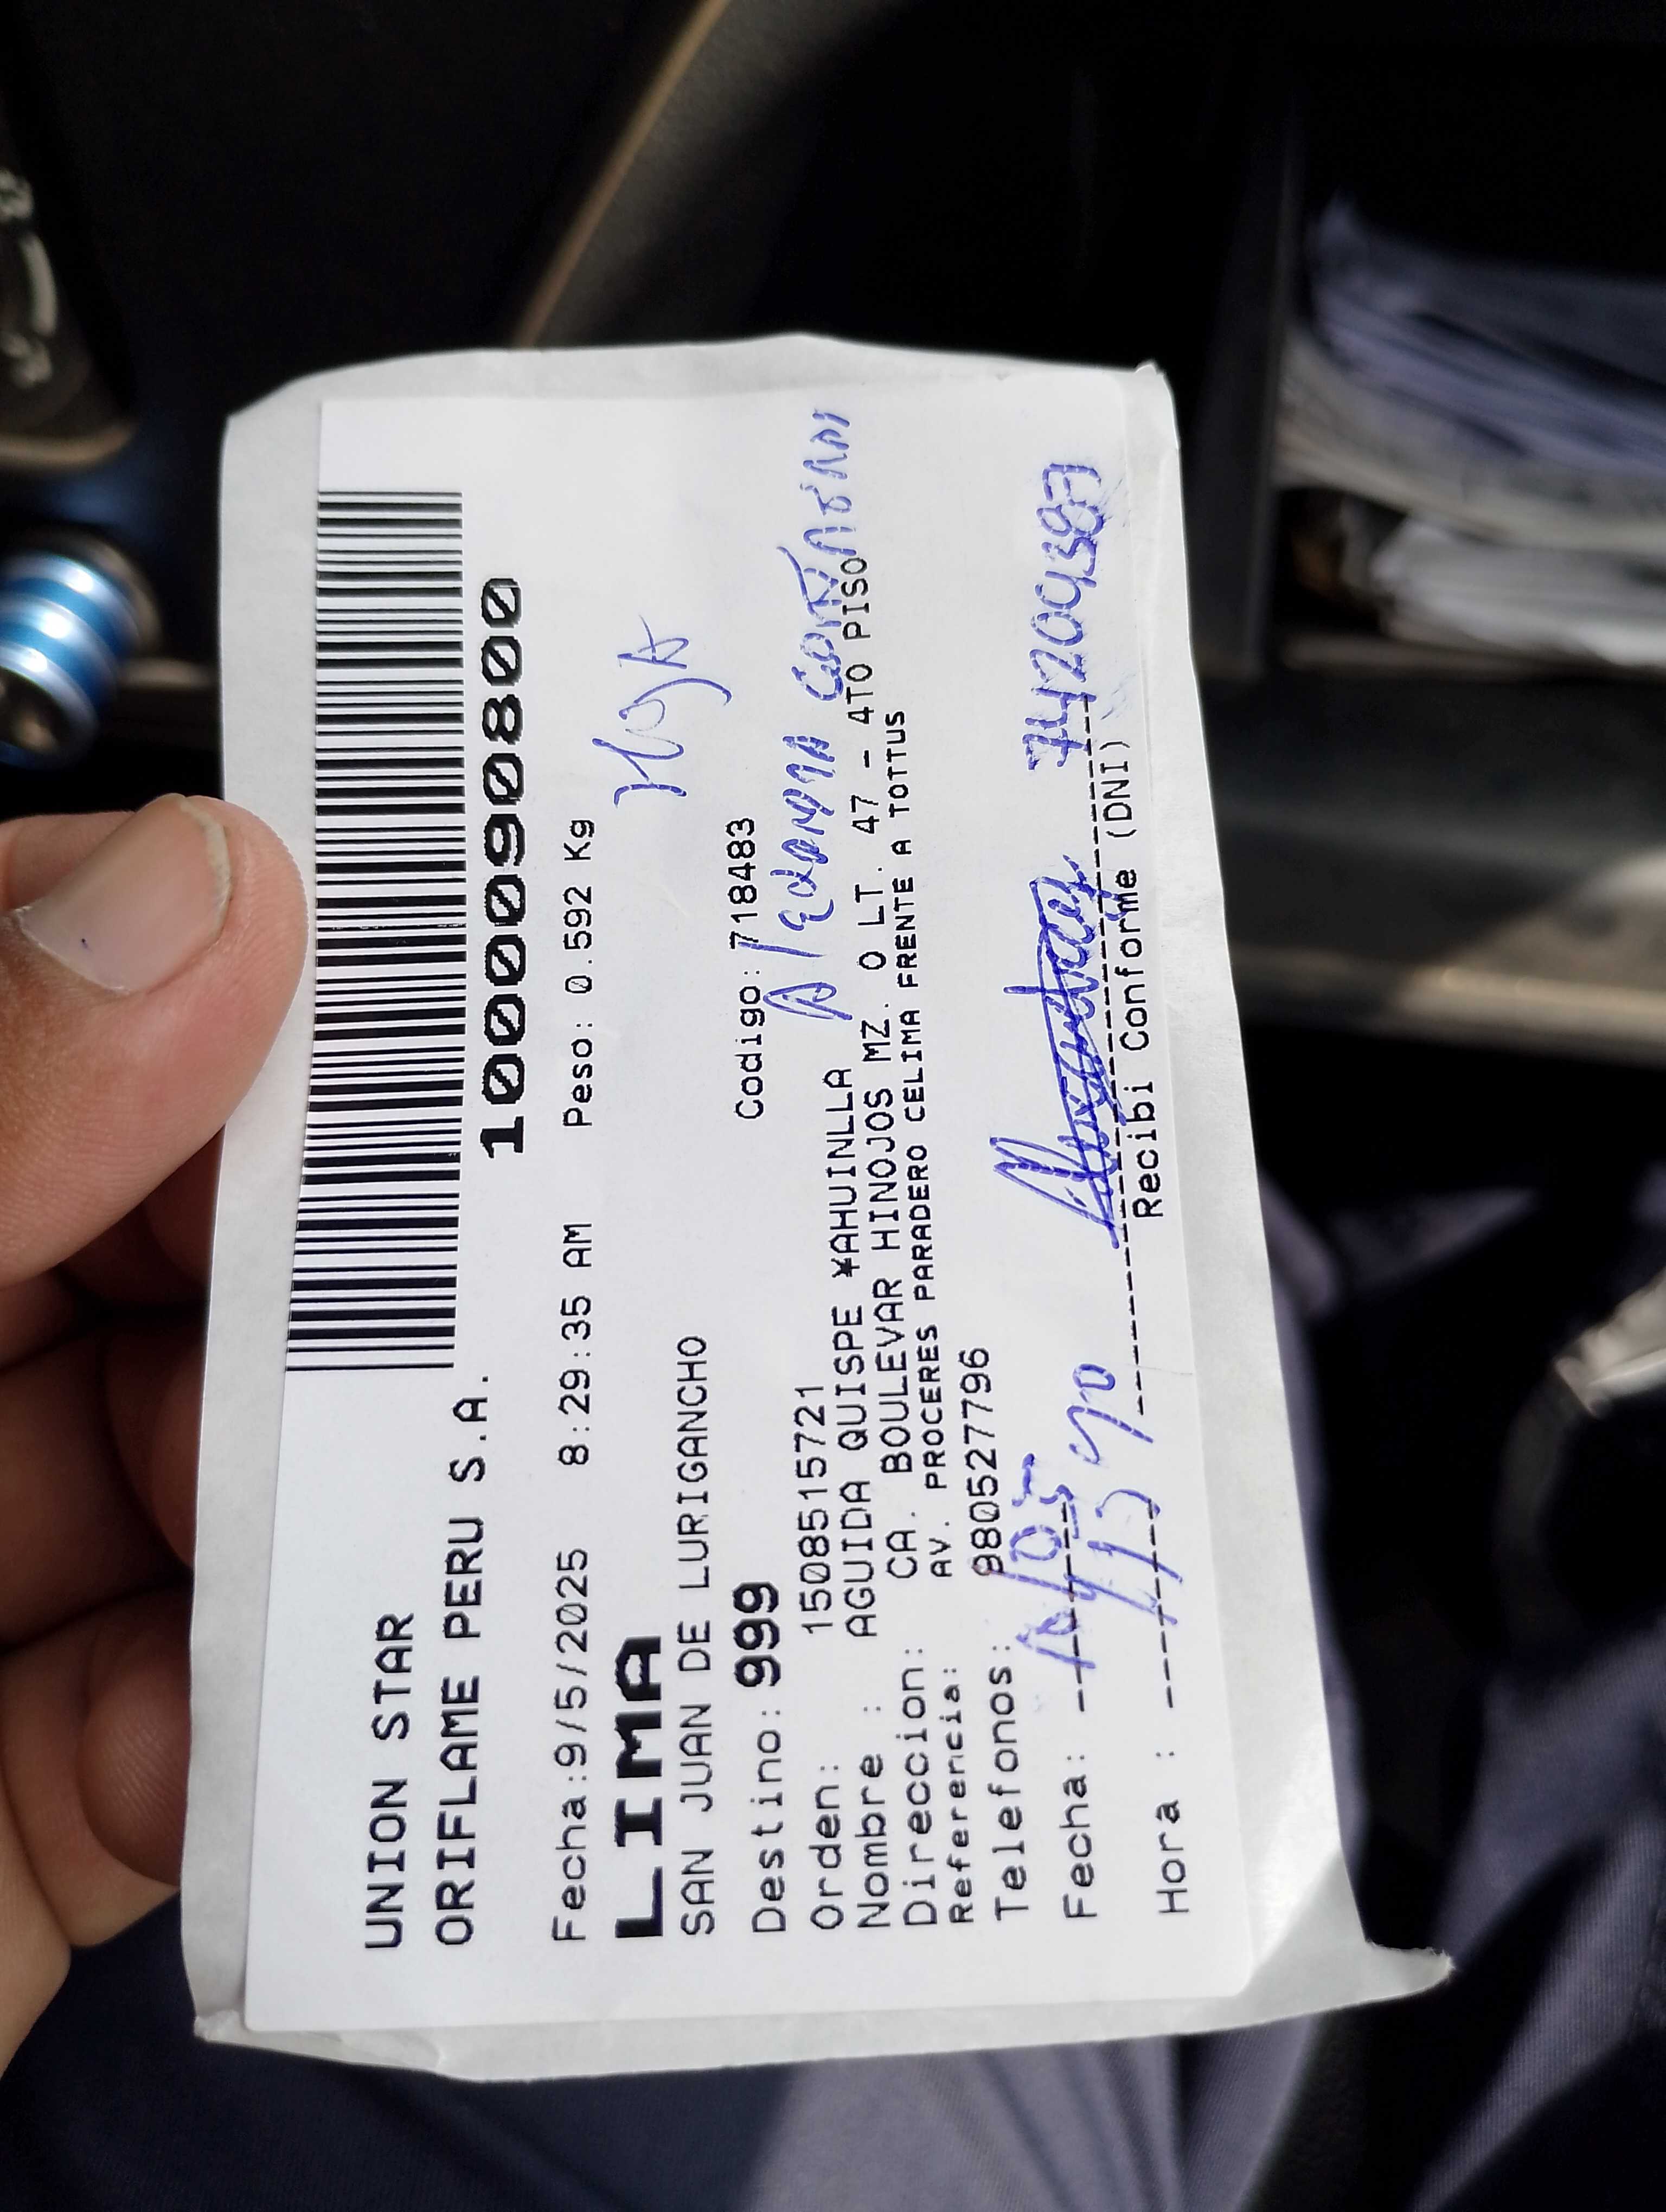 UNION STAR
ORIFLAME PERU S.A.
100090800
Fecha:9/5/2025 8:29:35 AM Peso: 0.592 Kg
LIMA
SAN JUAN DE LURIGANCHO
Destino: 999 Codigo: 718483
Orden: 1508515721
Nombre : AGUIDA QUISPE ¥AHUINLLA
Direccion: CA. BOULEVAR HINOJOS MZ. O LT. 47 - 4TO PISO
Referencia: AV. PROCERES PARADERO CELIMA FRENTE A TOTTUS
Telefonos: 980527796
Fecha:
Hora :
Recibi Conforme (DNI)